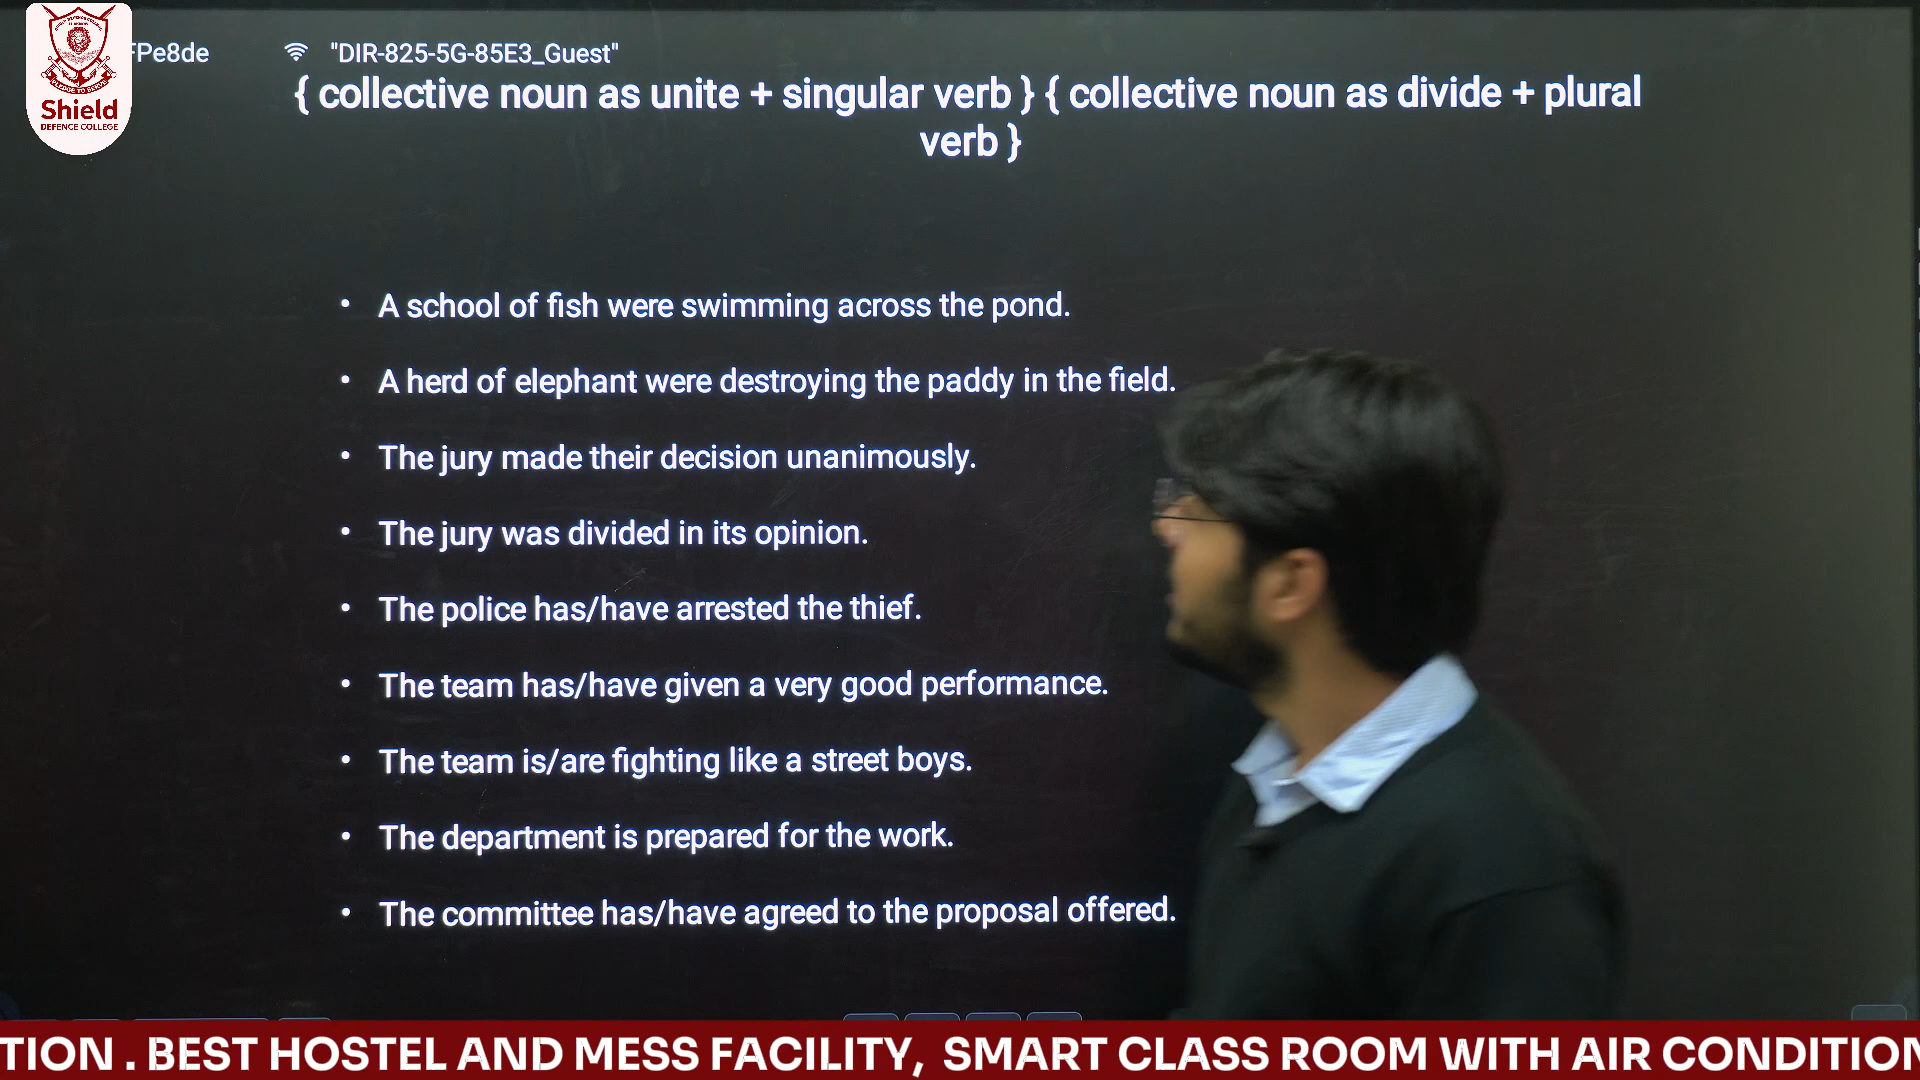 FPe8de
"DIR-825-5G-85E3_Guest"
{ collective noun as unite + singular verb } { collective noun as divide + plural
verb }
Shield
DEFENCE COLLEGE
• A school of fish were swimming across the pond.
• A herd of elephant were destroying the paddy in the field.
• The jury made their decision unanimously.
• The jury was divided in its opinion.
• The police has/have arrested the thief.
• The team has/have given a very good performance.
• The team is/are fighting like a street boys.
• The department is prepared for the work.
• The committee has/have agreed to the proposal offered.
TION . BEST HOSTEL AND MESS FACILITY, SMART CLASS ROOM WITH AIR CONDITION